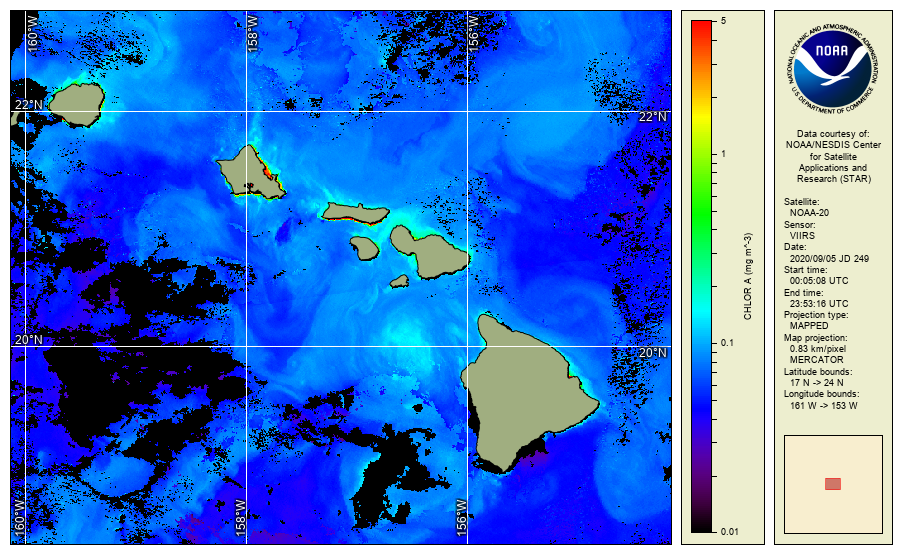 160°W
158°W
156°W
22°N
22°N
20°N
20°N
160°W
158°W
156°W
5
1
0.1
0.01
CHLOR A (mg m^-3)
NATIONAL OCEANIC AND ATMOSPHERIC ADMINISTRATION
NOAA
U.S. DEPARTMENT OF COMMERCE
Data courtesy of:
NOAA/NESDIS Center
for Satellite
Applications and
Research (STAR)
Satellite:
NOAA-20
Sensor:
VIIRS
Date:
2020/09/05 JD 249
Start time:
00:05:08 UTC
End time:
23:53:16 UTC
Projection type:
MAPPED
Map projection:
0.83 km/pixel
MERCATOR
Latitude bounds:
17 N -> 24 N
Longitude bounds:
161 W -> 153 W